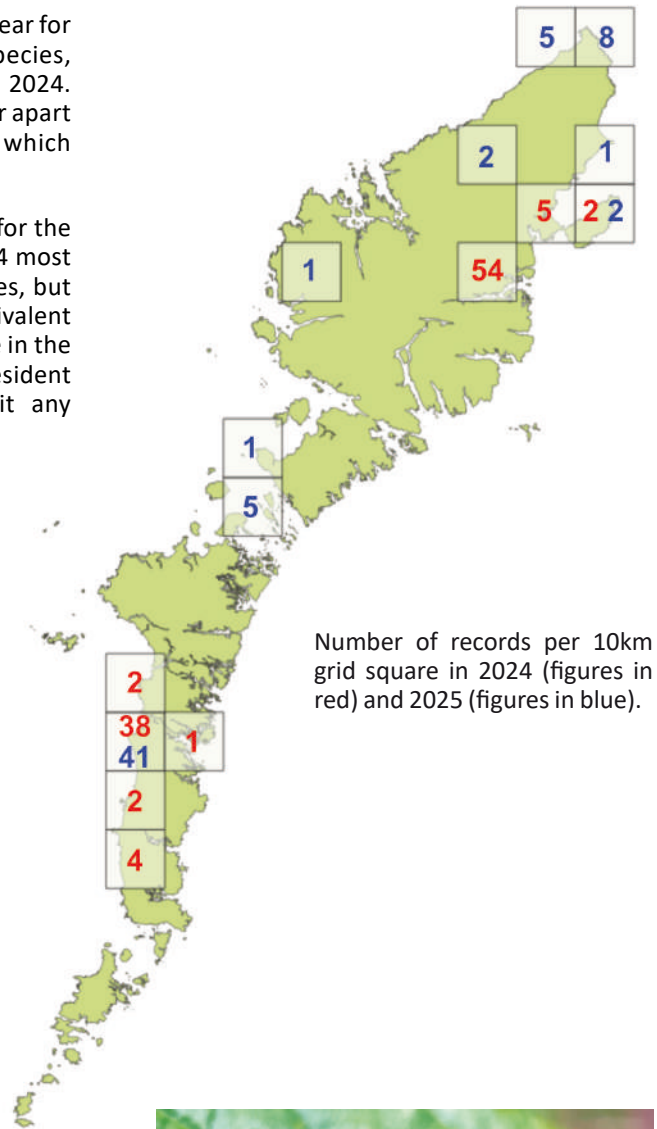 ear for
pecies,
2024.
r apart
which
for the
4 most
es, but
ivalent
e in the
esident
it any
5 8
2 1
5 2 2
1 54
1
5
Number of records per 10km
grid square in 2024 (figures in
red) and 2025 (figures in blue).
2
38
41 1
2
4